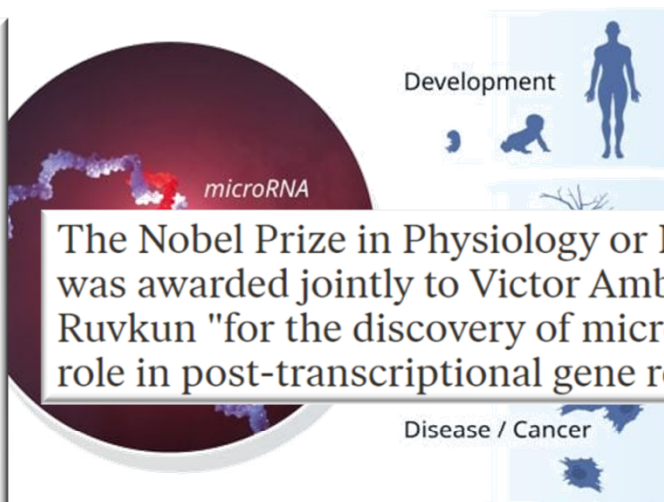 Development
microRNA
The Nobel Prize in Physiology or
was awarded jointly to Victor Amb
Ruvkun "for the discovery of micr
role in post-transcriptional gene r
Disease / Cancer